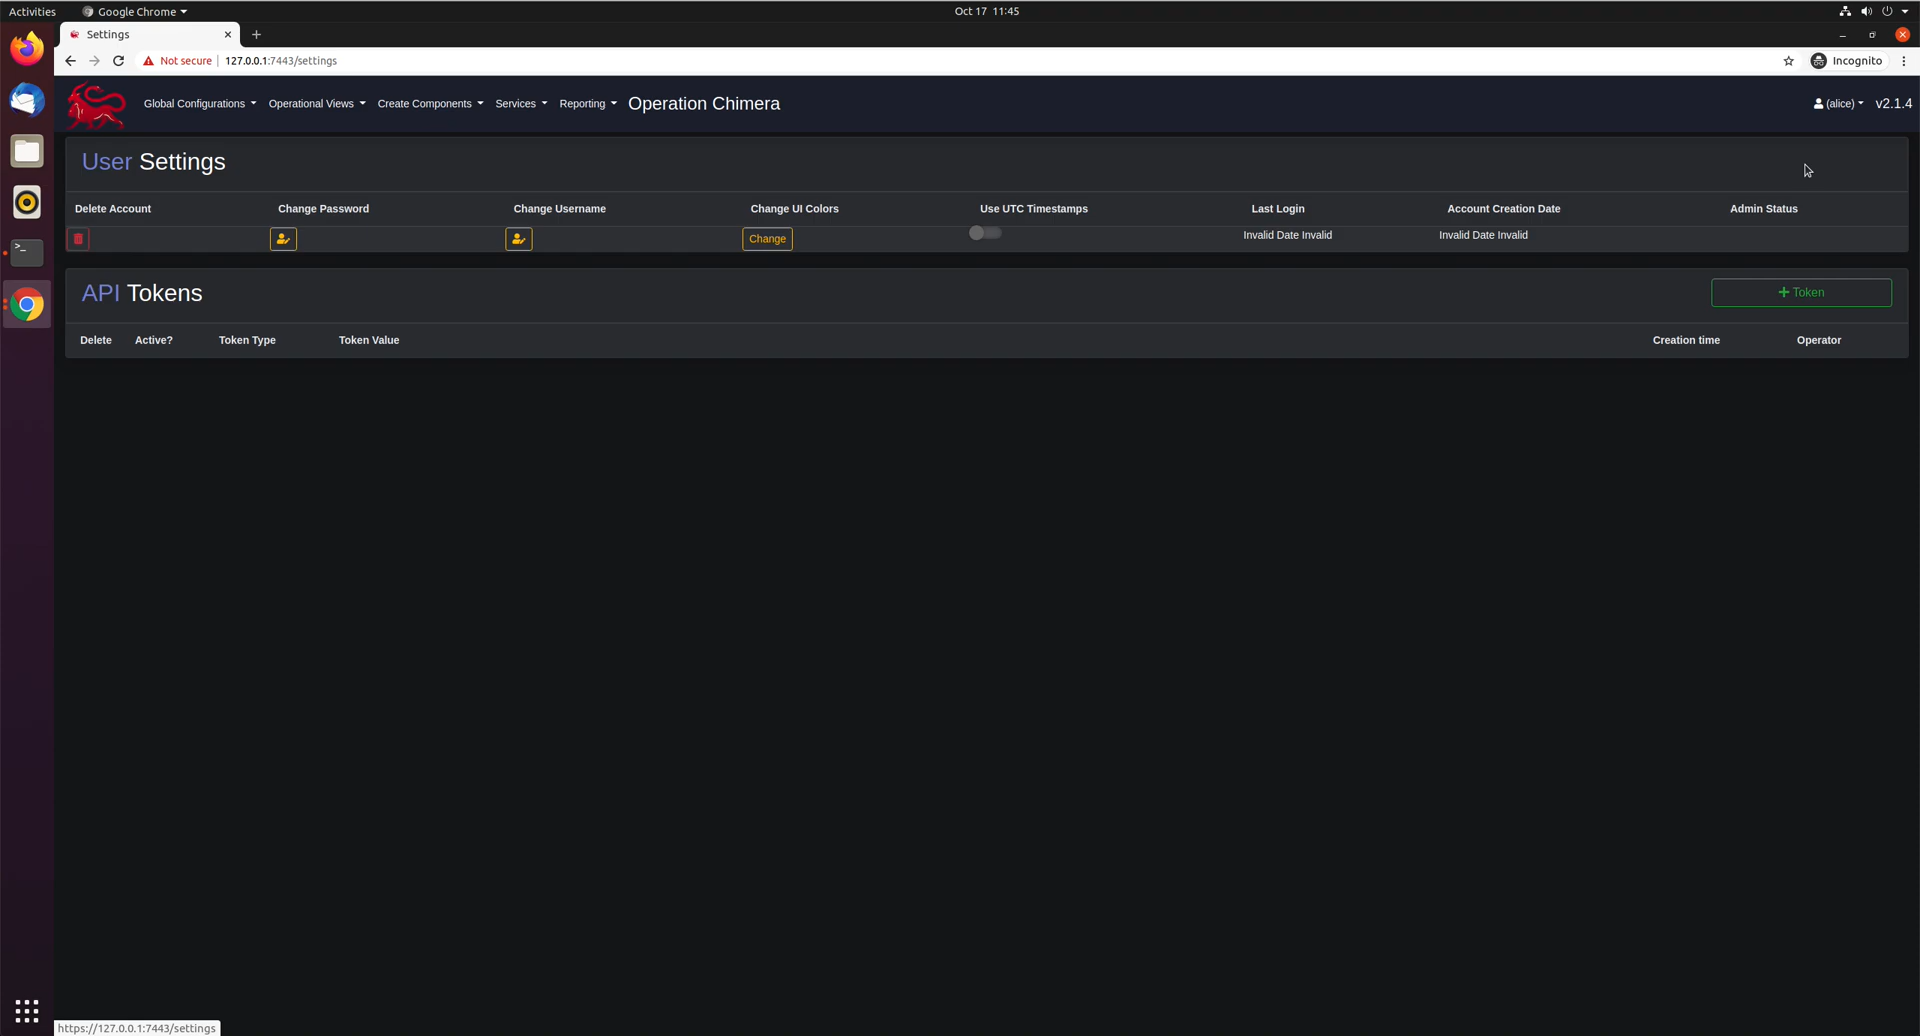 Activities Google Chrome Oct 17 11:45
Settings
Not secure 127.0.0.1:7443/settings Incognito
Global Configurations Operational Views Create Components Services Reporting Operation Chimera (alice) v2.1.4
User Settings
Delete Account Change Password Change Username Change UI Colors Use UTC Timestamps Last Login Account Creation Date Admin Status
Change Invalid Date Invalid Invalid Date Invalid
API Tokens + Token
Delete Active? Token Type Token Value Creation time Operator
https://127.0.0.1:7443/settings